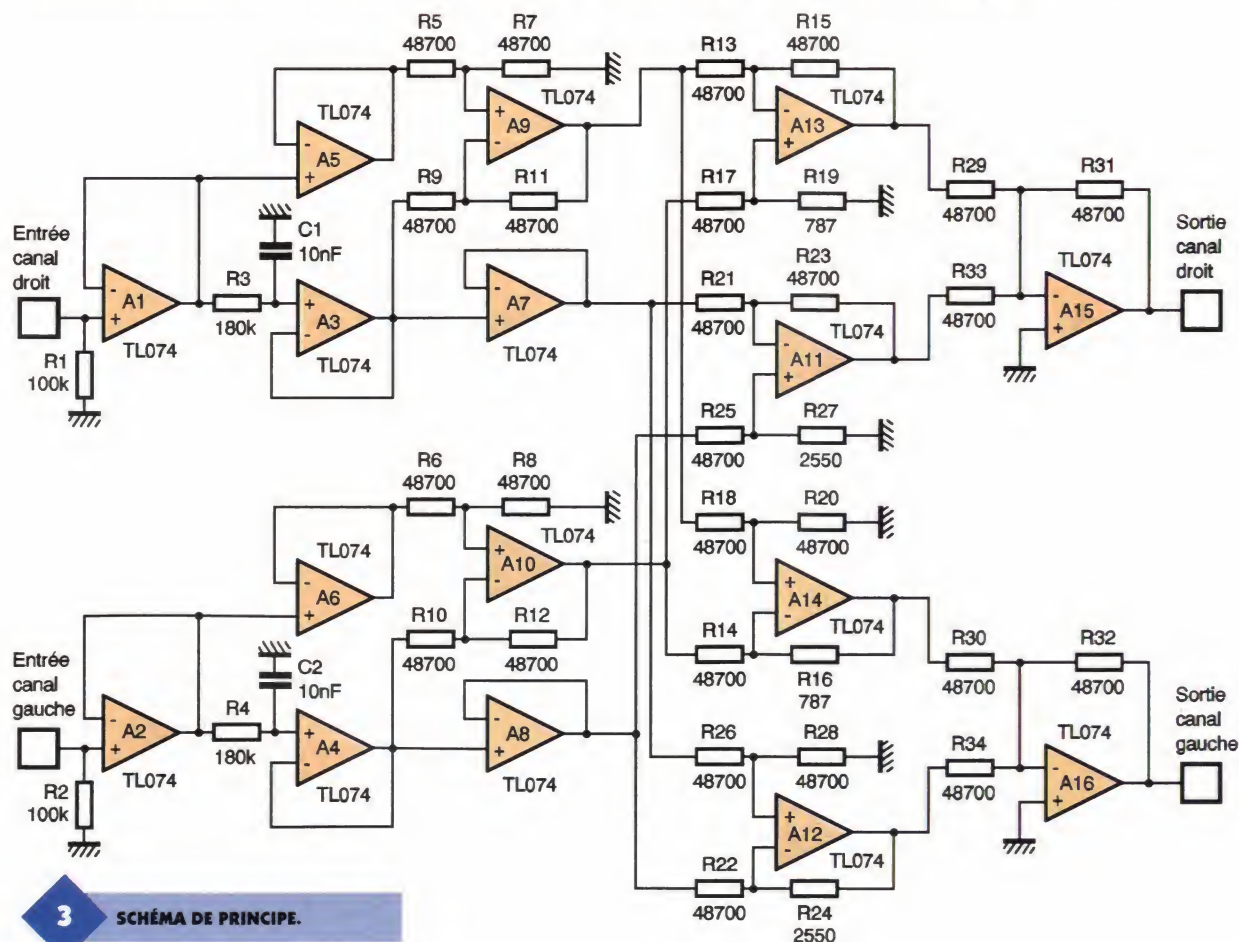 R5
48700
R7
48700
R13
48700
R15
48700
TL074
- +
A5
+ -
A9
TL074
- +
A13
TL074
R9
48700
R11
48700
R17
48700
R19
787
R29
48700
R31
48700
Entrée
canal
droit
- +
A1
TL074
R1
100k
R3
180k
C1
10nF
+ -
A3
TL074
- +
A7
TL074
R21
48700
R23
48700
- +
A11
TL074
R33
48700
TL074
- +
A15
Sortie
canal
droit
R25
48700
R27
2550
R6
48700
R8
48700
TL074
- +
A6
+ -
A10
TL074
R18
48700
R20
48700
+ -
A14
TL074
R10
48700
R12
48700
R14
48700
R16
787
R30
48700
R32
48700
Entrée
canal
gauche
- +
A2
TL074
R2
100k
R4
180k
C2
10nF
+ -
A4
TL074
- +
A8
TL074
R26
48700
R28
48700
+ -
A12
TL074
R34
48700
TL074
- +
A16
Sortie
canal
gauche
R22
48700
R24
2550
3 SCHÉMA DE PRINCIPE.